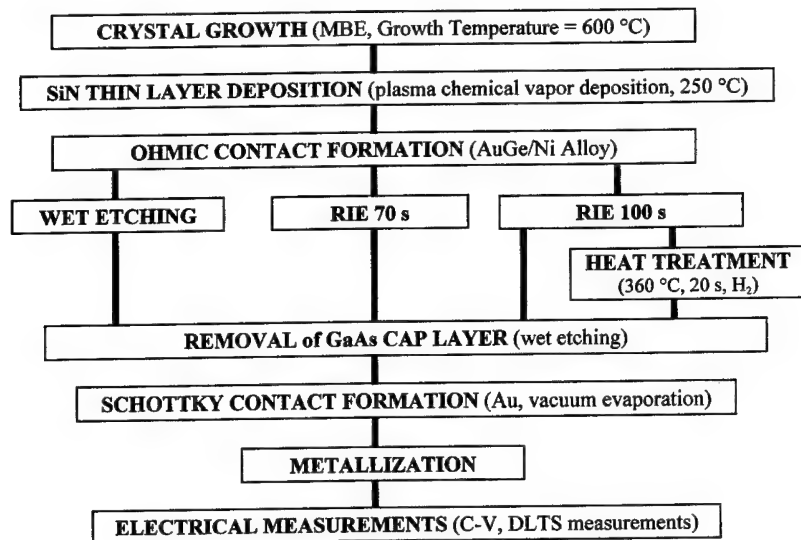 CRYSTAL GROWTH (MBE, Growth Temperature = 600 °C)
SiN THIN LAYER DEPOSITION (plasma chemical vapor deposition, 250 °C)
OHMIC CONTACT FORMATION (AuGe/Ni Alloy)
WET ETCHING
RIE 70 s
RIE 100 s
HEAT TREATMENT
(360 °C, 20 s, H₂)
REMOVAL of GaAs CAP LAYER (wet etching)
SCHOTTKY CONTACT FORMATION (Au, vacuum evaporation)
METALLIZATION
ELECTRICAL MEASUREMENTS (C-V, DLTS measurements)